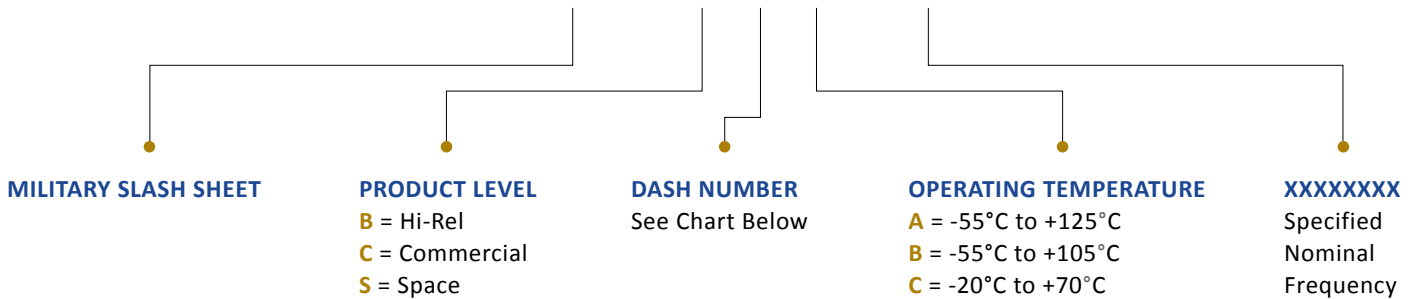 MILITARY SLASH SHEET
PRODUCT LEVEL
B = Hi-Rel
C = Commercial
S = Space
DASH NUMBER
See Chart Below
OPERATING TEMPERATURE
A = -55°C to +125°C
B = -55°C to +105°C
C = -20°C to +70°C
XXXXXXXX
Specified
Nominal
Frequency